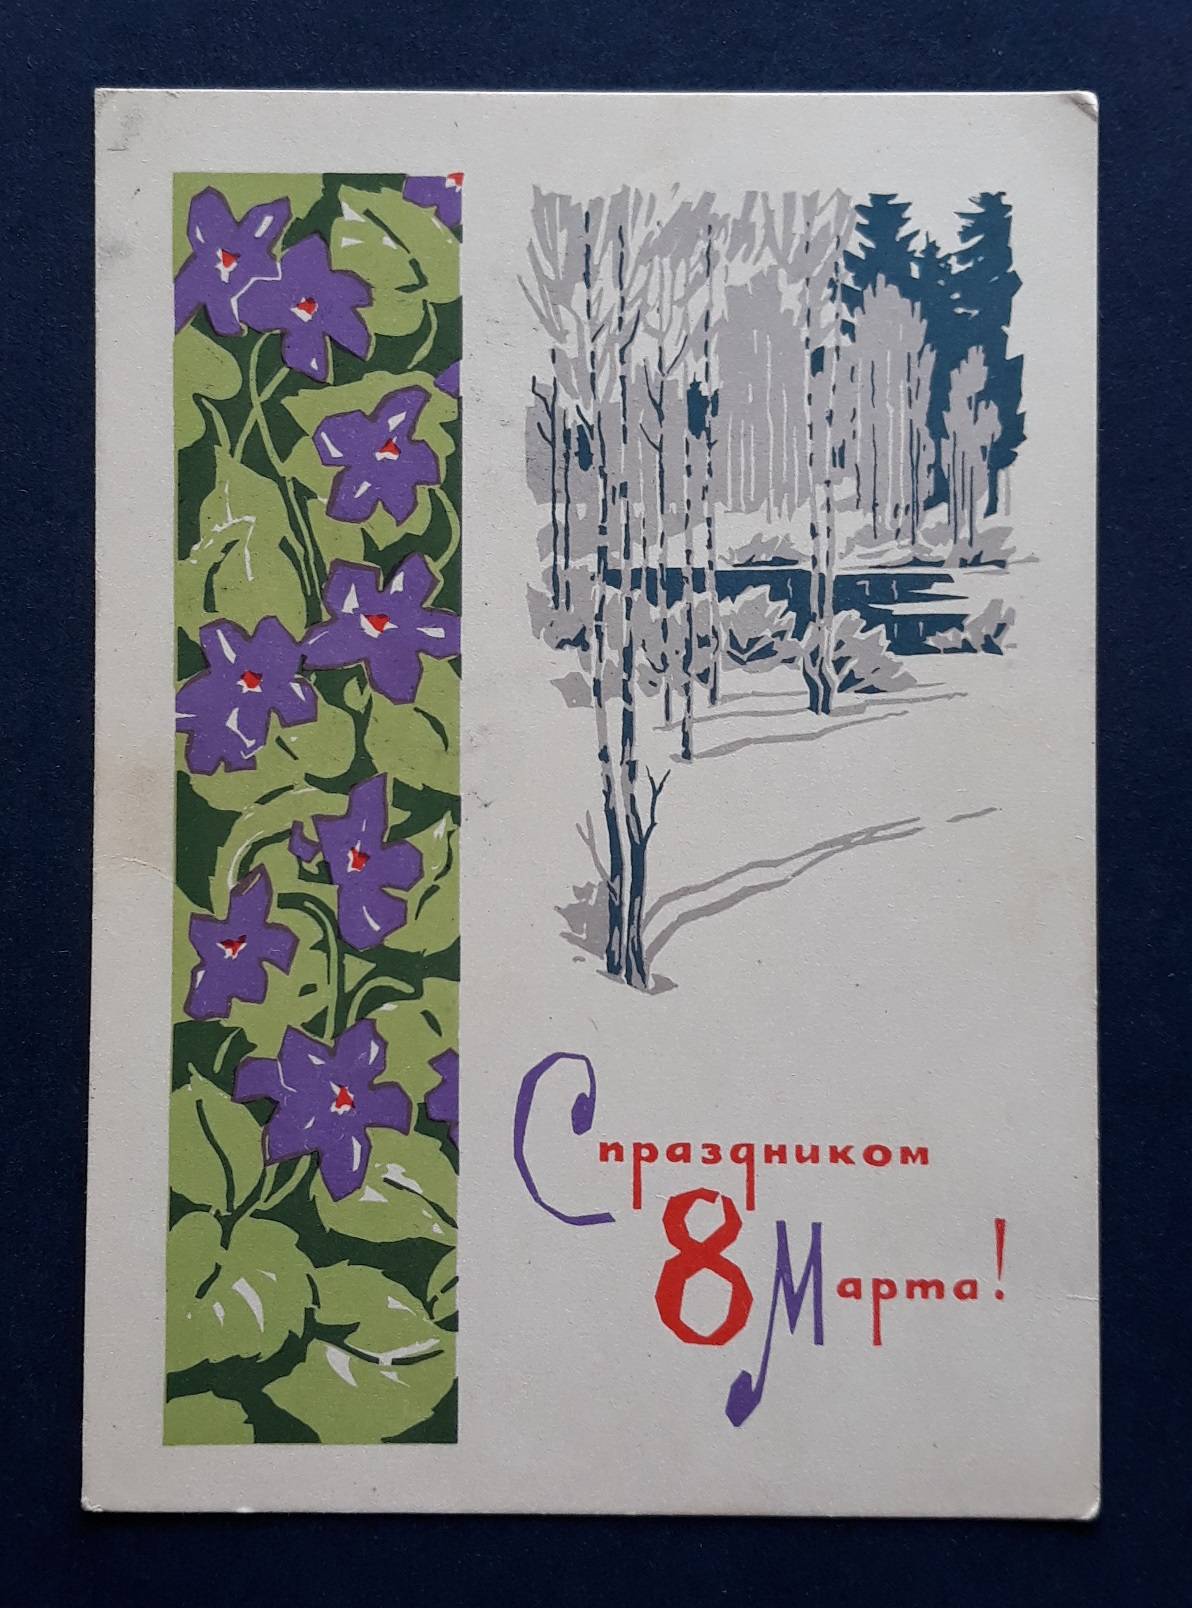 С праздником
8 Марта!